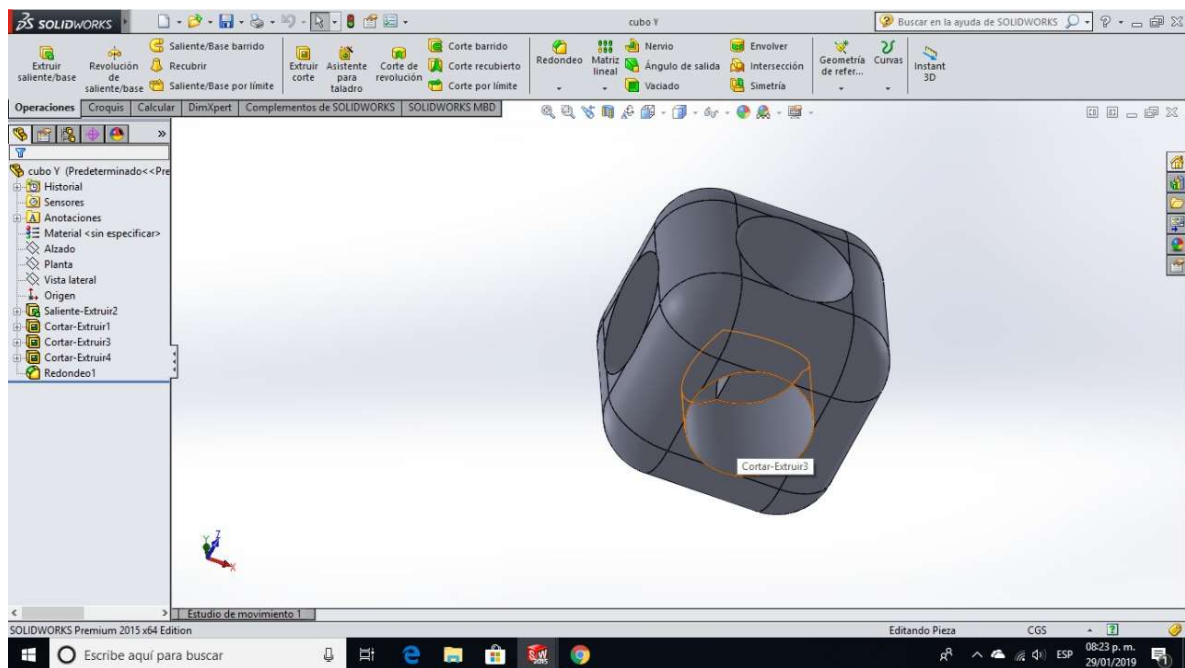 SOLIDWORKS
cubo Y
Buscar en la ayuda de SOLIDWORKS
Extruir saliente/base
Revolución de saliente/base
Saliente/Base barrido
Recubrir
Saliente/Base por límite
Extruir corte
Asistente para taladro
Corte de revolución
Corte barrido
Corte recubierto
Corte por límite
Redondeo
Matriz lineal
Nervio
Ángulo de salida
Vaciado
Envolver
Intersección
Simetría
Geometría de refer...
Curvas
Instant 3D
Operaciones
Croquis
Calcular
DimXpert
Complementos de SOLIDWORKS
SOLIDWORKS MBD
cubo Y (Predeterminado<<Pre
Historial
Sensores
Anotaciones
Material <sin especificar>
Alzado
Planta
Vista lateral
Origen
Saliente-Extruir2
Cortar-Extruir1
Cortar-Extruir3
Cortar-Extruir4
Redondeo1
Cortar-Extruir3
Y
Z
X
Estudio de movimiento 1
SOLIDWORKS Premium 2015 x64 Edition
Editando Pieza
CGS
Escribe aquí para buscar
ESP
08:23 p. m.
29/01/2019